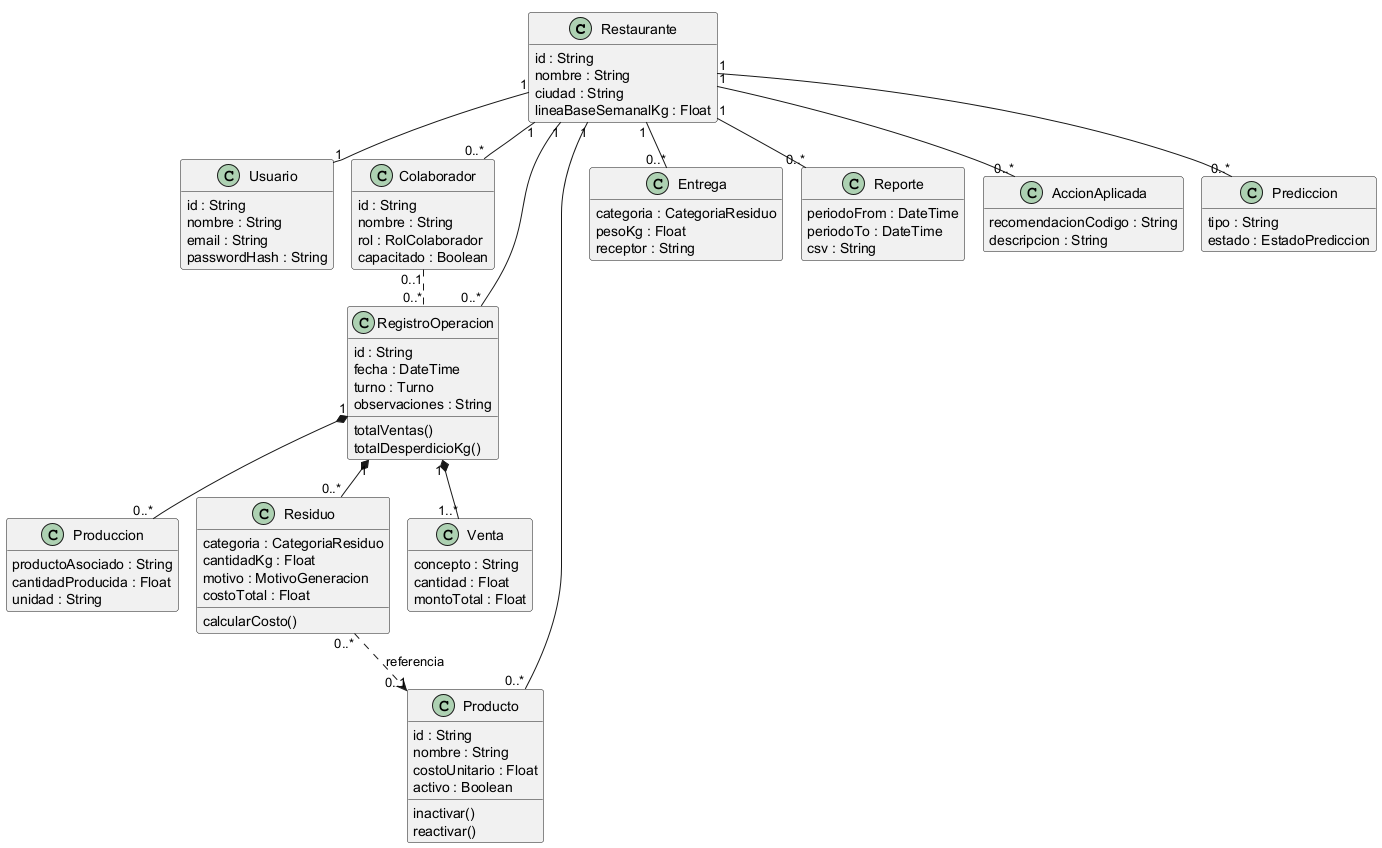 C Restaurante
id : String
nombre : String
ciudad : String
lineaBaseSemanalKg : Float
1
1
1
1
1
1
1
1
1
0..*
0..*
0..*
0..*
0..*
0..*
0..*
C Usuario
id : String
nombre : String
email : String
passwordHash : String
C Colaborador
id : String
nombre : String
rol : RolColaborador
capacitado : Boolean
C Entrega
categoria : CategoriaResiduo
pesoKg : Float
receptor : String
C Reporte
periodoFrom : DateTime
periodoTo : DateTime
csv : String
C AccionAplicada
recomendacionCodigo : String
descripcion : String
C Prediccion
tipo : String
estado : EstadoPrediccion
0..1
0..*
C RegistroOperacion
id : String
fecha : DateTime
turno : Turno
observaciones : String
totalVentas()
totalDesperdicioKg()
1
1
1
0..*
0..*
1..*
C Produccion
productoAsociado : String
cantidadProducida : Float
unidad : String
C Residuo
categoria : CategoriaResiduo
cantidadKg : Float
motivo : MotivoGeneracion
costoTotal : Float
calcularCosto()
C Venta
concepto : String
cantidad : Float
montoTotal : Float
0..*
referencia
0..1
C Producto
id : String
nombre : String
costoUnitario : Float
activo : Boolean
inactivar()
reactivar()